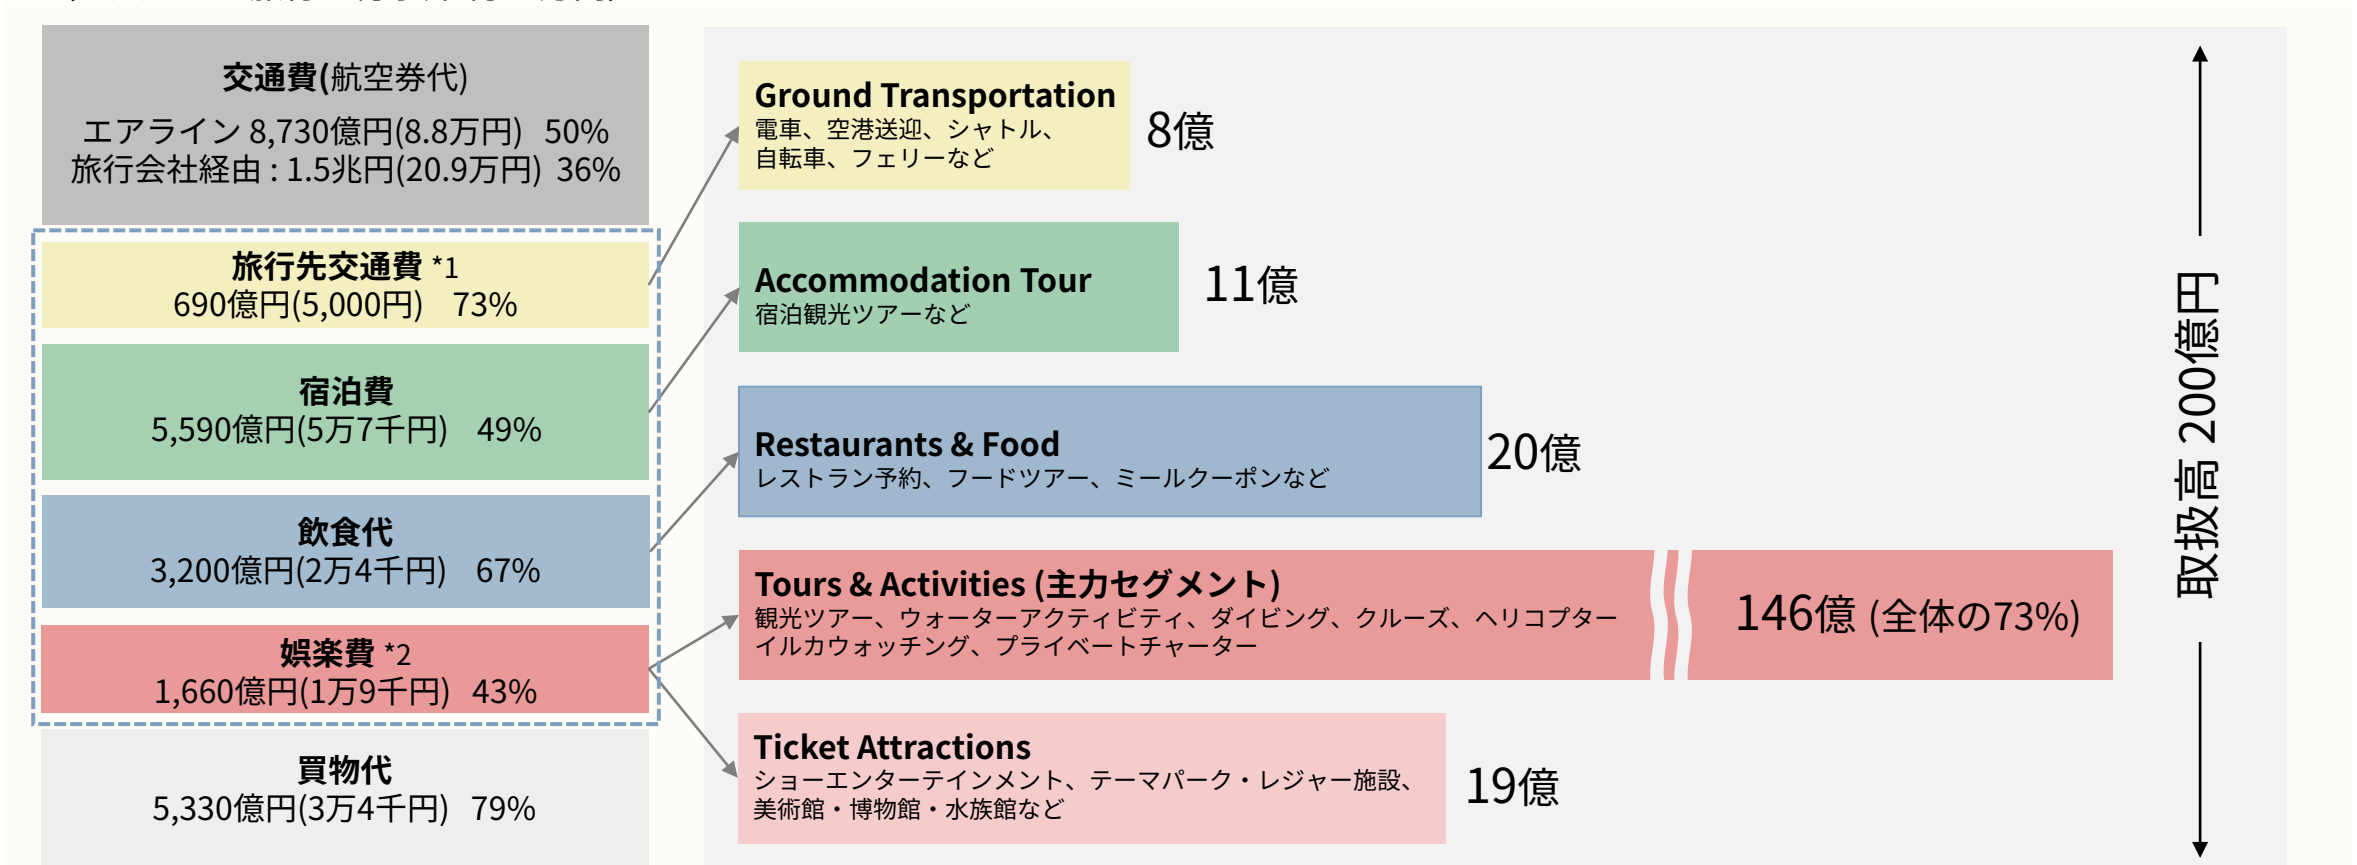 交通費(航空券代)
エアライン 8,730億円(8.8万円) 50%
旅行会社経由 : 1.5兆円(20.9万円) 36%
旅行先交通費 *1
690億円(5,000円) 73%
宿泊費
5,590億円(5万7千円) 49%
飲食代
3,200億円(2万4千円) 67%
娯楽費 *2
1,660億円(1万9千円) 43%
買物代
5,330億円(3万4千円) 79%
Ground Transportation
電車、空港送迎、シャトル、
自転車、フェリーなど
8億
Accommodation Tour
宿泊観光ツアーなど
11億
Restaurants & Food
レストラン予約、フードツアー、ミールクーポンなど
20億
Tours & Activities (主力セグメント)
観光ツアー、ウォーターアクティビティ、ダイビング、クルーズ、ヘリコプター
イルカウォッチング、プライベートチャーター
146億 (全体の73%)
Ticket Attractions
ショーエンターテインメント、テーマパーク・レジャー施設、
美術館・博物館・水族館など
19億
取扱高 200億円